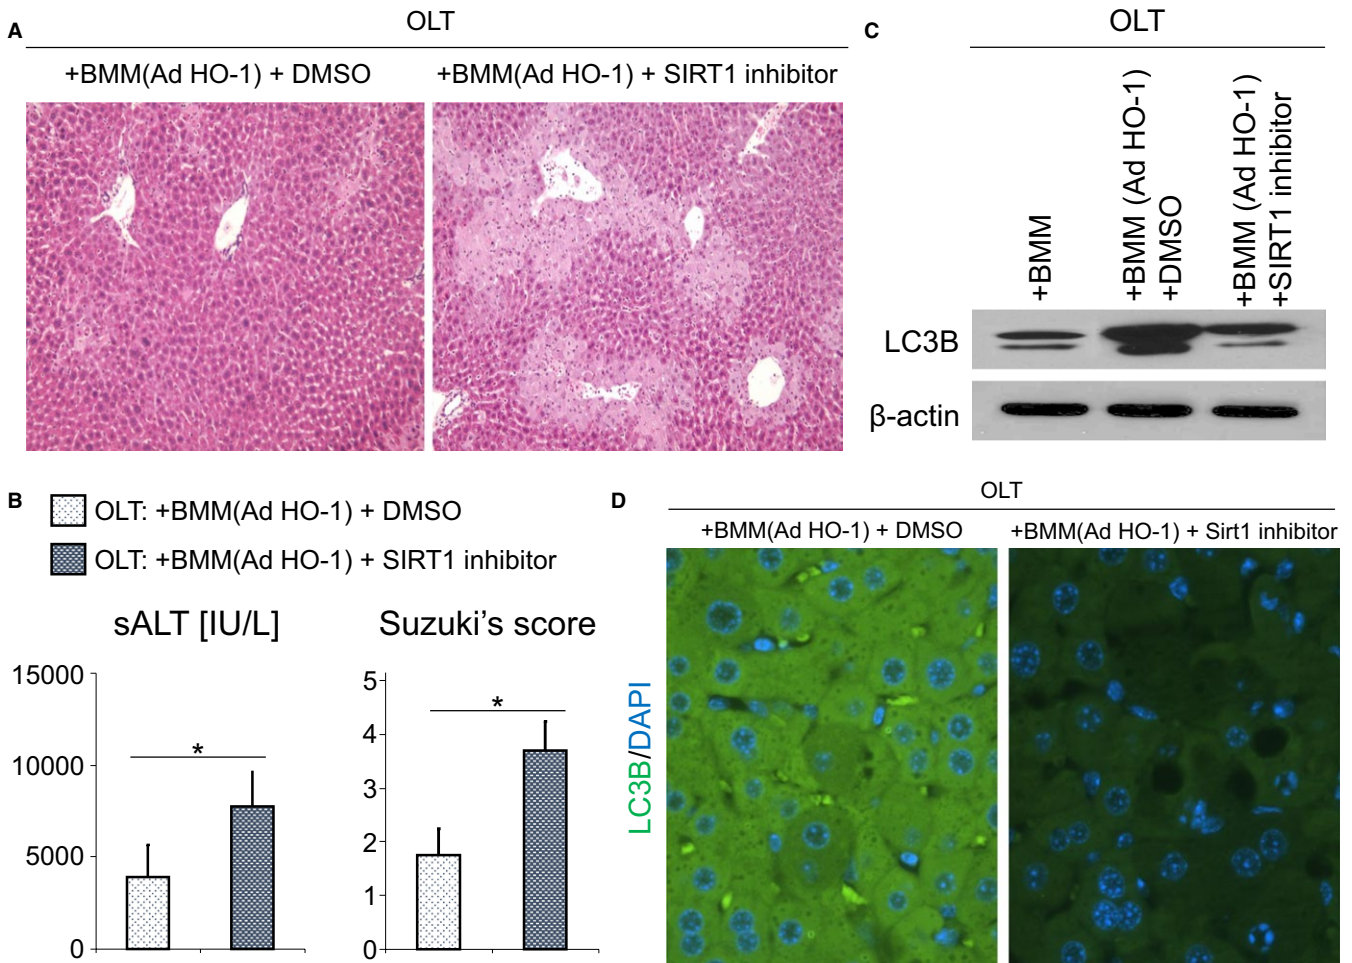 A
OLT
+BMM(Ad HO-1) + DMSO
+BMM(Ad HO-1) + SIRT1 inhibitor
B
OLT: +BMM(Ad HO-1) + DMSO
OLT: +BMM(Ad HO-1) + SIRT1 inhibitor
sALT [IU/L]
15000
10000
5000
0
*
Suzuki's score
5
4
3
2
1
0
*
C
OLT
+BMM
+BMM (Ad HO-1)
+DMSO
+BMM (Ad HO-1)
+SIRT1 inhibitor
LC3B
β-actin
D
OLT
+BMM(Ad HO-1) + DMSO
+BMM(Ad HO-1) + Sirt1 inhibitor
LC3B/DAPI